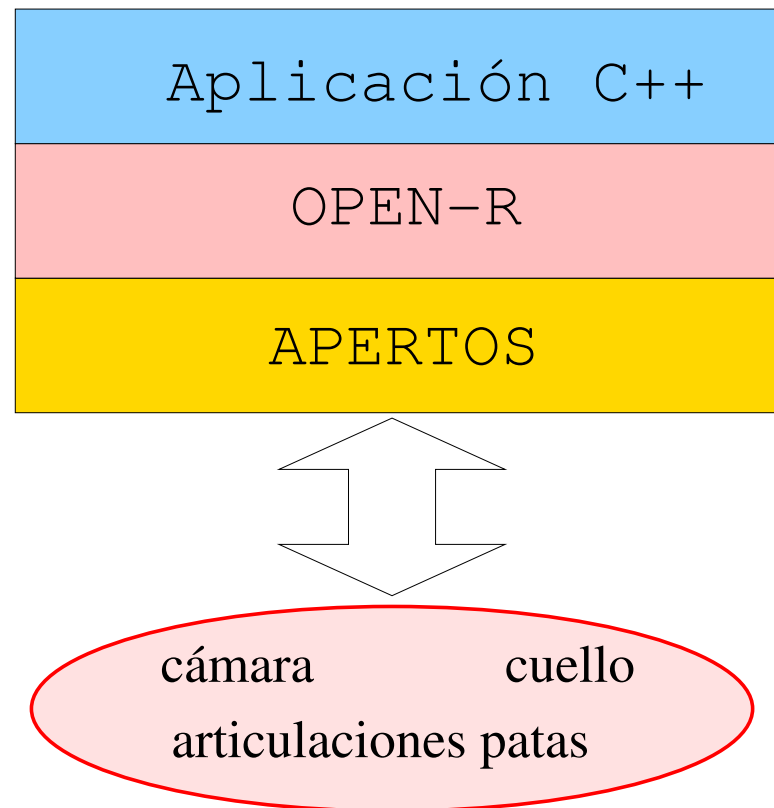 Aplicación C++
OPEN-R
APERTOS
cámara cuello
articulaciones patas